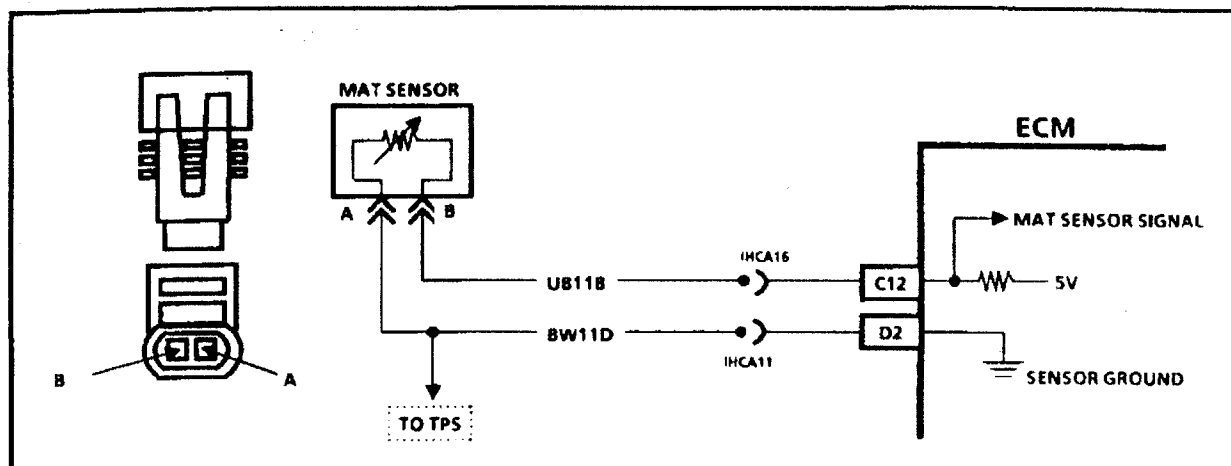 MAT SENSOR
ECM
A
B
MAT SENSOR SIGNAL
IHCA16
UB11B
C12
5V
BW11D
D2
IHCA11
B
A
SENSOR GROUND
TO TPS